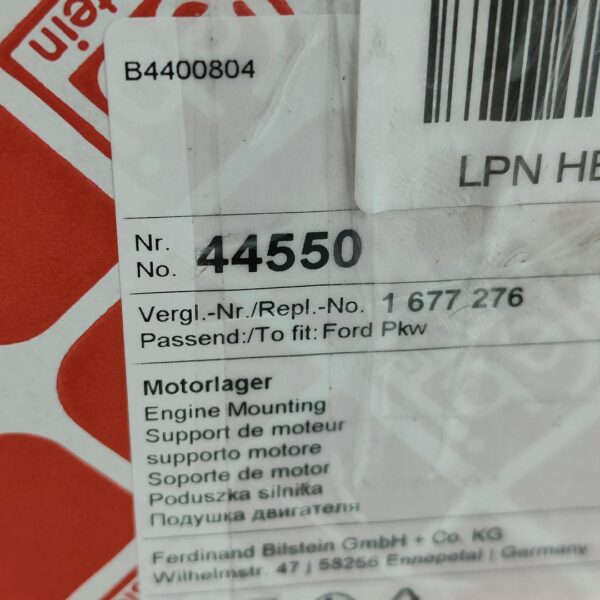 Bilstein
B4400804
LPN HE
Nr.
No. 44550
Vergl.-Nr./Repl.-No. 1 677 276
Passend:/To fit: Ford Pkw
Motorlager
Engine Mounting
Support de moteur
supporto motore
Soporte de motor
Poduszka silnika
Подушка двигателя
Ferdinand Bilstein GmbH + Co. KG
Wilhelmstr. 47 | 58256 Ennepetal | Germany